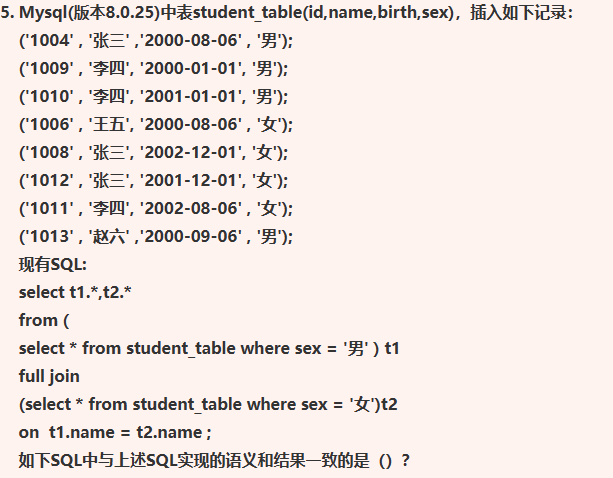 5. Mysql(版本8.0.25)中表student_table(id,name,birth,sex)，插入如下记录：
('1004' , '张三' ,'2000-08-06' , '男');
('1009' , '李四', '2000-01-01', '男');
('1010' , '李四', '2001-01-01', '男');
('1006' , '王五', '2000-08-06' , '女');
('1008' , '张三', '2002-12-01', '女');
('1012' , '张三', '2001-12-01', '女');
('1011' , '李四', '2002-08-06' , '女');
('1013' , '赵六' ,'2000-09-06' , '男');
现有SQL:
select t1.*,t2.*
from (
select * from student_table where sex = '男' ) t1
full join
(select * from student_table where sex = '女')t2
on  t1.name = t2.name ;
如下SQL中与上述SQL实现的语义和结果一致的是（）？